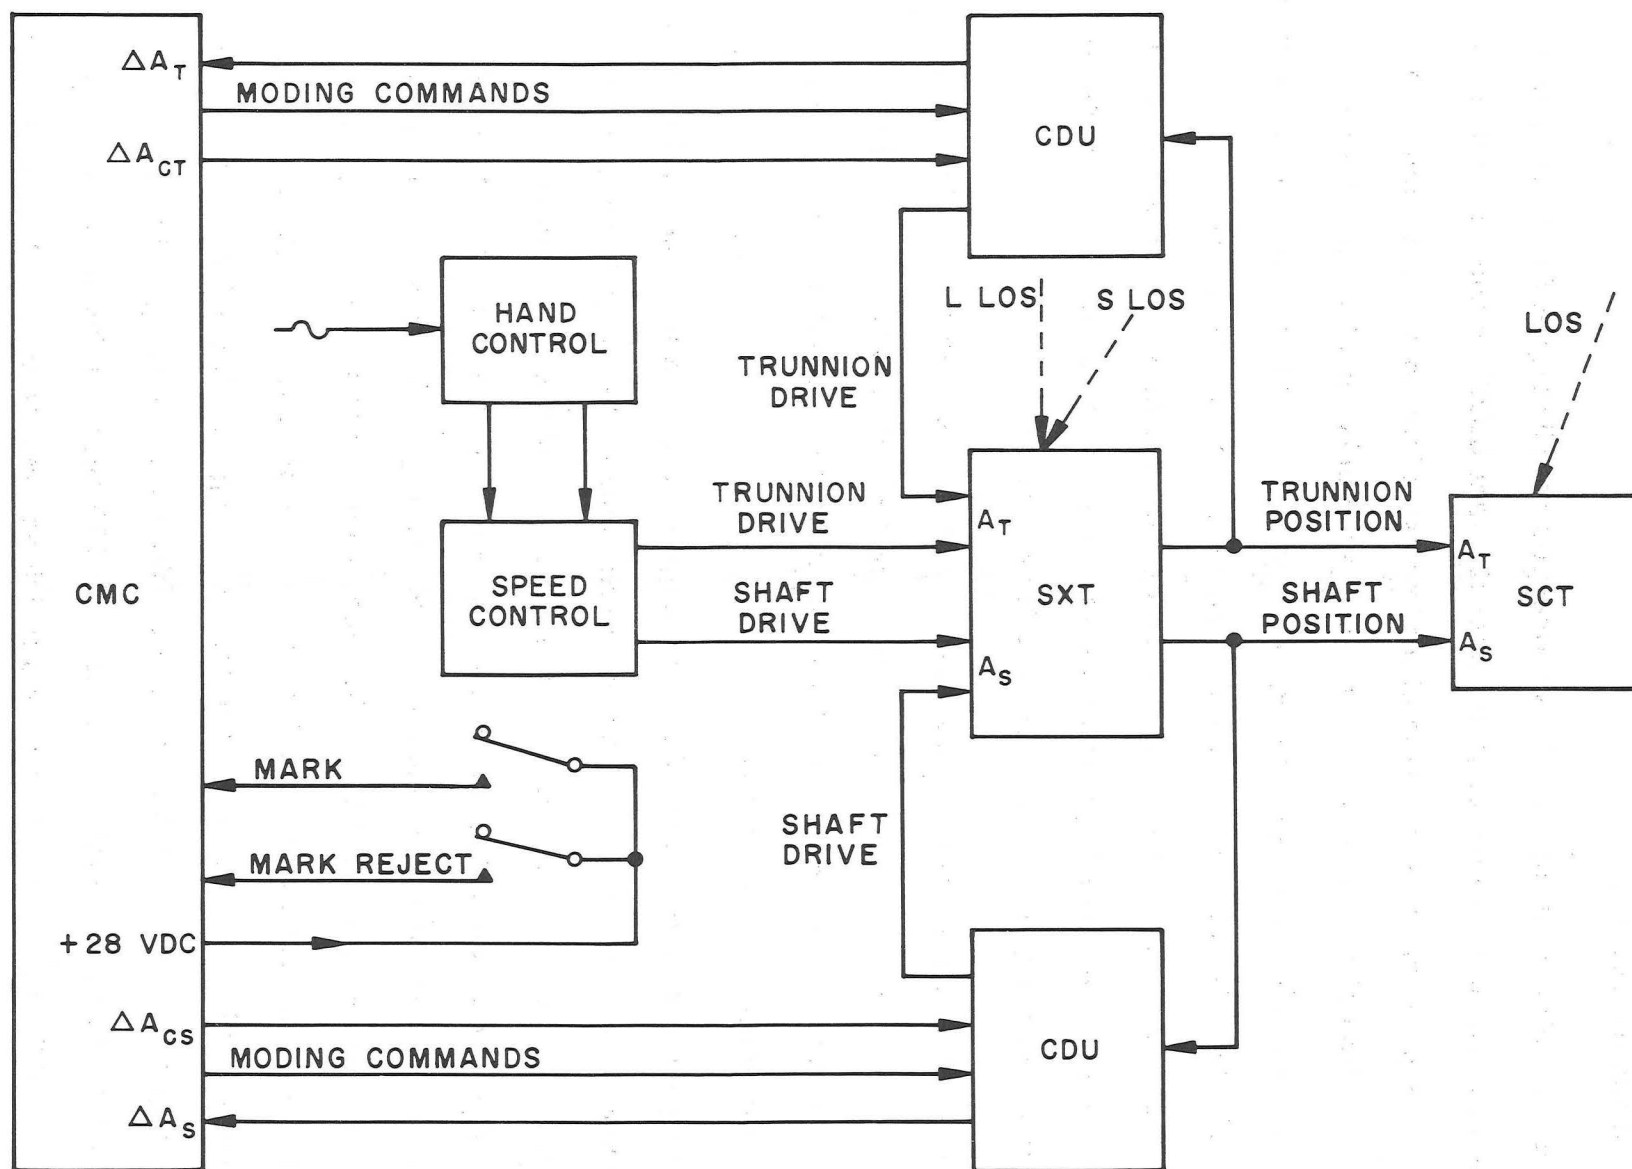 ΔA_T
MODING COMMANDS
ΔA_CT
CDU
HAND
CONTROL
L LOS
S LOS
LOS
TRUNNION
DRIVE
TRUNNION
DRIVE
A_T
TRUNNION
POSITION
A_T
CMC
SPEED
CONTROL
SHAFT
DRIVE
SXT
SHAFT
POSITION
SCT
A_S
A_S
MARK
SHAFT
DRIVE
MARK REJECT
+28 VDC
ΔA_CS
MODING COMMANDS
CDU
ΔA_S